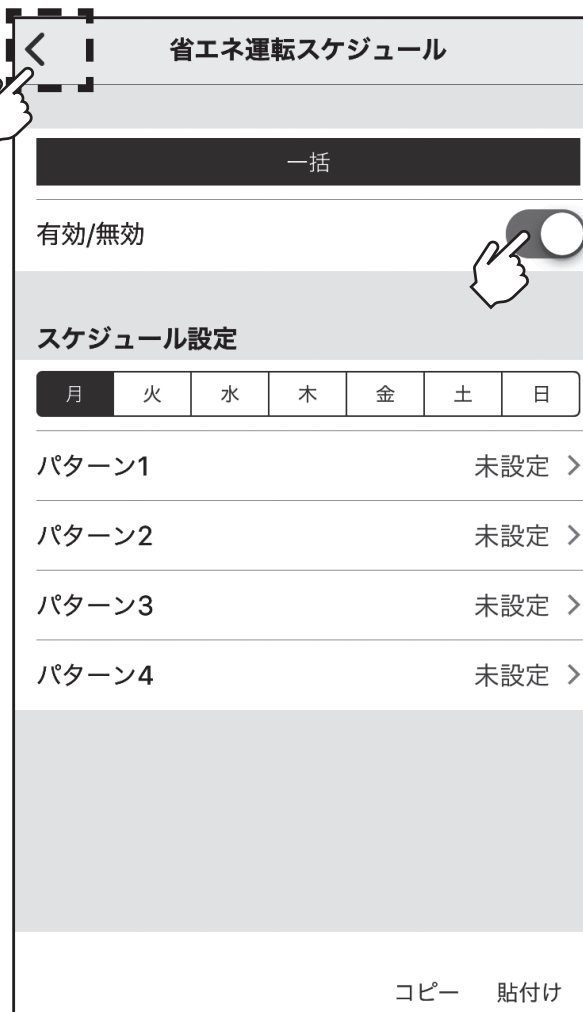 省エネ運転スケジュール
一括
有効/無効
スケジュール設定
月 火 水 木 金 土 日
パターン1 未設定
パターン2 未設定
パターン3 未設定
パターン4 未設定
コピー 貼付け